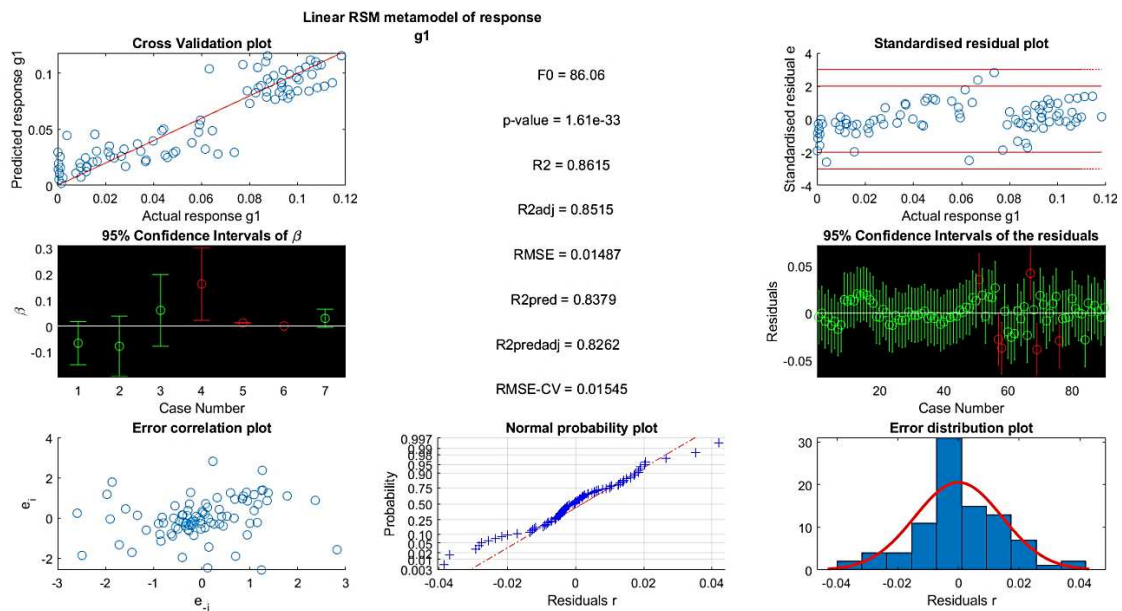 Linear RSM metamodel of response
g1
Cross Validation plot
Predicted response g1
0.1
0.05
0
0 0.02 0.04 0.06 0.08 0.1 0.12
Actual response g1
F0 = 86.06
p-value = 1.61e-33
R2 = 0.8615
R2adj = 0.8515
RMSE = 0.01487
R2pred = 0.8379
R2predadj = 0.8262
RMSE-CV = 0.01545
Standardised residual plot
Standardised residual e
4
2
0
-2
-4
0 0.02 0.04 0.06 0.08 0.1 0.12
Actual response g1
95% Confidence Intervals of β
β
0.3
0.2
0.1
0
-0.1
1 2 3 4 5 6 7
Case Number
95% Confidence Intervals of the residuals
Residuals
0.05
0
-0.05
20 40 60 80
Case Number
Error correlation plot
e_i
4
2
0
-2
-3 -2 -1 0 1 2 3
e_-i
Normal probability plot
Probability
0.997
0.99
0.98
0.95
0.90
0.75
0.50
0.25
0.10
0.05
0.02
0.01
0.003
-0.04 -0.02 0 0.02 0.04
Residuals r
Error distribution plot
30
20
10
0
-0.04 -0.02 0 0.02 0.04
Residuals r